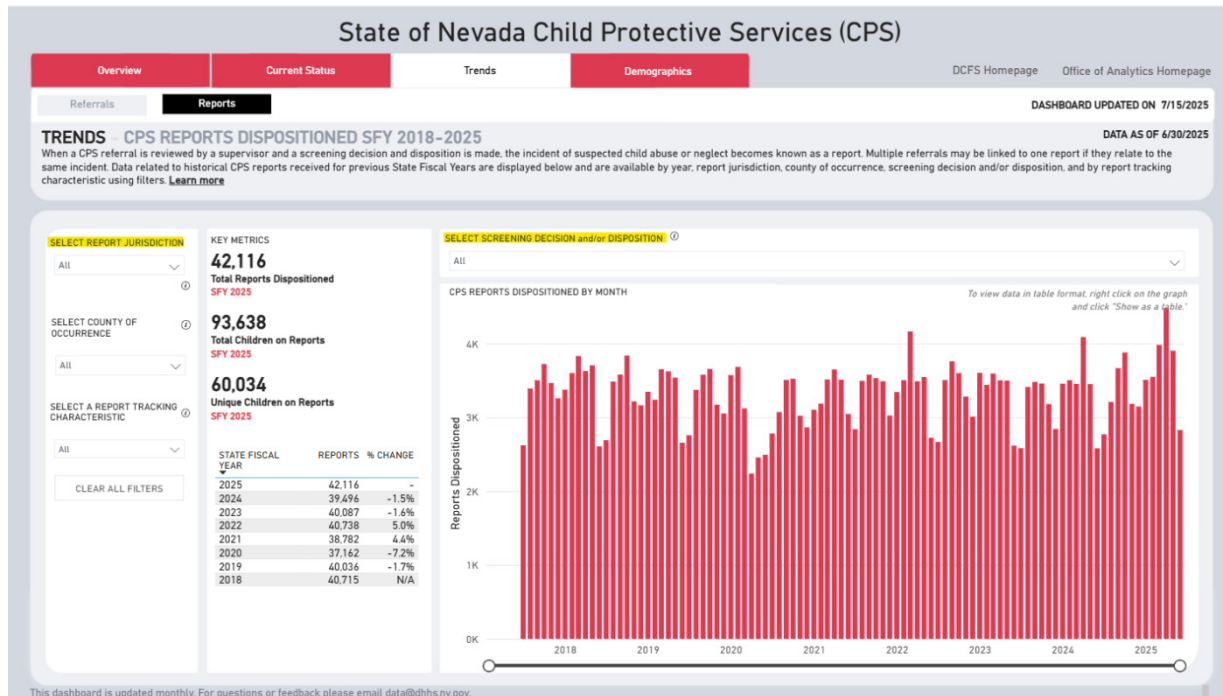 State of Nevada Child Protective Services (CPS)
Overview
Current Status
Trends
Demographics
DCFS Homepage
Office of Analytics Homepage
Referrals
Reports
DASHBOARD UPDATED ON 7/15/2025
TRENDS - CPS REPORTS DISPOSITIONED SFY 2018-2025
DATA AS OF 6/30/2025
When a CPS referral is reviewed by a supervisor and a screening decision and disposition is made, the incident of suspected child abuse or neglect becomes known as a report. Multiple referrals may be linked to one report if they relate to the
same incident. Data related to historical CPS reports received for previous State Fiscal Years are displayed below and are available by year, report jurisdiction, county of occurrence, screening decision and/or disposition, and by report tracking
characteristic using filters. Learn more
SELECT REPORT JURISDICTION
All
SELECT COUNTY OF
OCCURRENCE
All
SELECT A REPORT TRACKING
CHARACTERISTIC
All
CLEAR ALL FILTERS
KEY METRICS
42,116
Total Reports Dispositioned
SFY 2025
93,638
Total Children on Reports
SFY 2025
60,034
Unique Children on Reports
SFY 2025
STATE FISCAL YEAR REPORTS % CHANGE
2025 42,116 -
2024 39,496 -1.5%
2023 40,087 -1.6%
2022 40,738 5.0%
2021 38,782 4.4%
2020 37,162 -7.2%
2019 40,036 -1.7%
2018 40,715 N/A
SELECT SCREENING DECISION and/or DISPOSITION
All
CPS REPORTS DISPOSITIONED BY MONTH
To view data in table format, right click on the graph
and click "Show as a table."
Reports Dispositioned
4K
3K
2K
1K
0K
2018 2019 2020 2021 2022 2023 2024 2025
This dashboard is updated monthly. For questions or feedback please email data@dhhs.nv.gov.